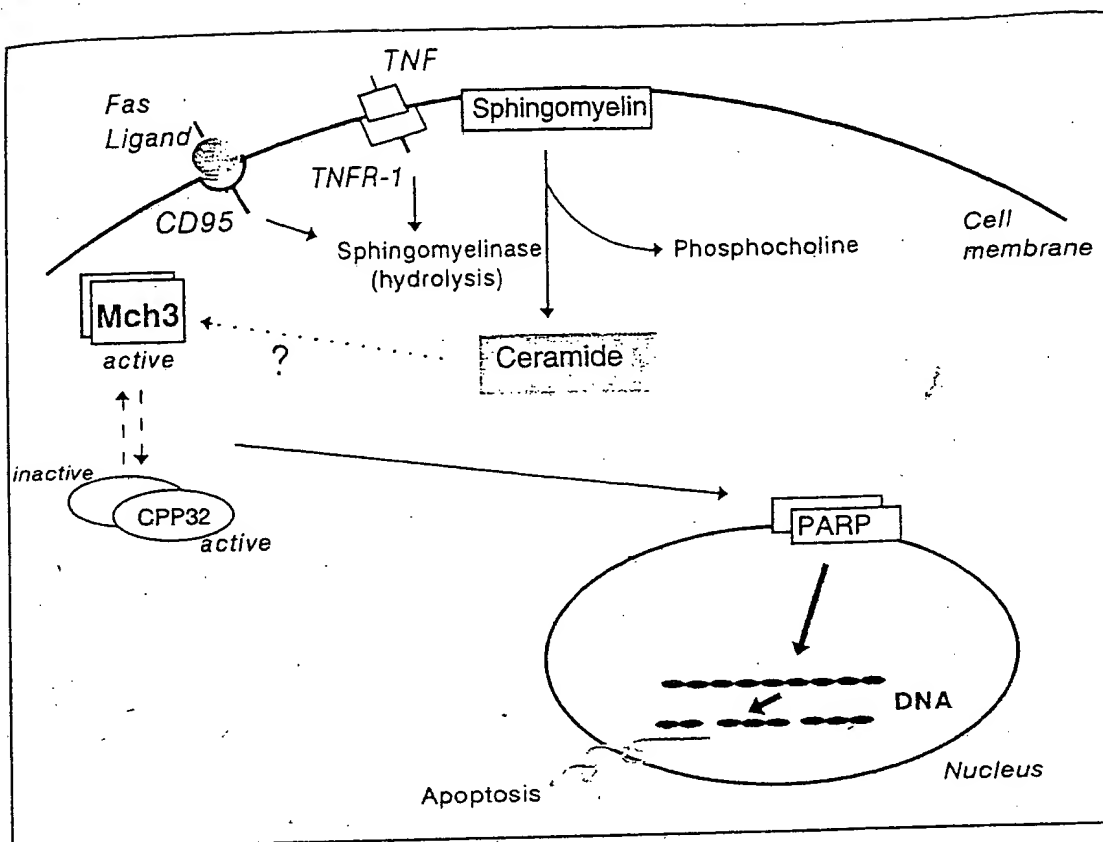 TNF
Fas
Ligand
Sphingomyelin
TNFR-1
CD95
Cell
membrane
Sphingomyelinase
(hydrolysis)
Phosphocholine
Mch3
active
?
Ceramide
inactive
CPP32
active
PARP
DNA
Nucleus
Apoptosis